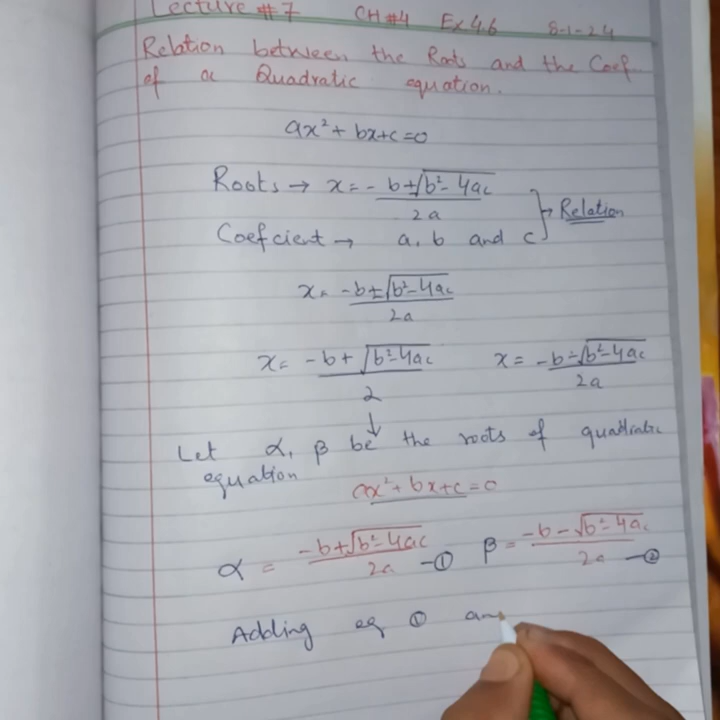 Lecture #7 CH #4 Ex 4.6 8-1-24
Relation between the Roots and the Coef
of a Quadratic equation.
ax² + bx+c=0
Roots → x = -b±√b²-4ac / 2a
Coefcient → a, b and c
→ Relation
x = -b±√b²-4ac / 2a
x = -b+√b²-4ac / 2 x = -b-√b²-4ac / 2a
↓
Let α, β be the roots of quadratic
equation
ax²+bx+c=0
α = -b+√b²-4ac / 2a -① β = -b-√b²-4ac / 2a -②
Adding eq ① an